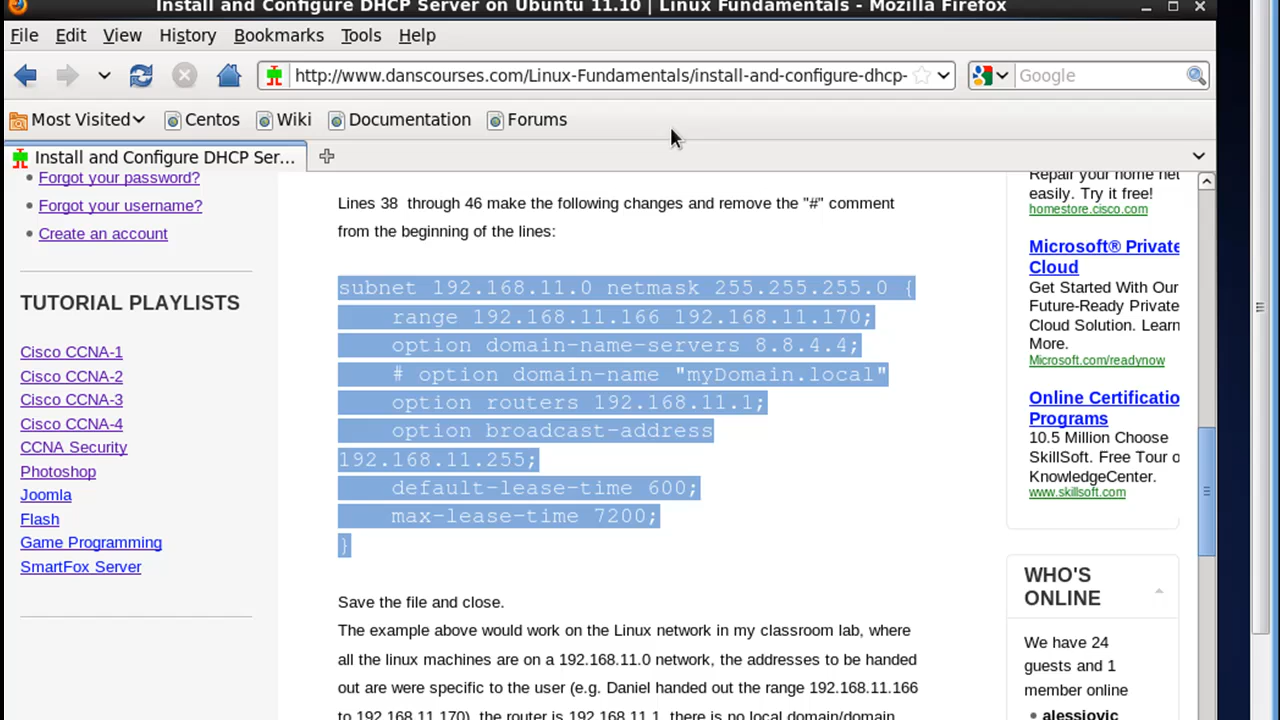 Install and Configure DHCP Server on Ubuntu 11.10 | Linux Fundamentals - Mozilla Firefox
File Edit View History Bookmarks Tools Help
http://www.danscourses.com/Linux-Fundamentals/install-and-configure-dhcp-
Google
Most Visited Centos Wiki Documentation Forums
Install and Configure DHCP Ser...
Forgot your password?
Forgot your username?
Create an account
TUTORIAL PLAYLISTS
Cisco CCNA-1
Cisco CCNA-2
Cisco CCNA-3
Cisco CCNA-4
CCNA Security
Photoshop
Joomla
Flash
Game Programming
SmartFox Server
Lines 38 through 46 make the following changes and remove the "#" comment
from the beginning of the lines:
subnet 192.168.11.0 netmask 255.255.255.0 {
range 192.168.11.166 192.168.11.170;
option domain-name-servers 8.8.4.4;
# option domain-name "myDomain.local"
option routers 192.168.11.1;
option broadcast-address
192.168.11.255;
default-lease-time 600;
max-lease-time 7200;
}
Save the file and close.
The example above would work on the Linux network in my classroom lab, where
all the linux machines are on a 192.168.11.0 network, the addresses to be handed
out are were specific to the user (e.g. Daniel handed out the range 192.168.11.166
to 192.168.11.170), the router is 192.168.11.1, there is no local domain/domain
Repair your home net
easily. Try it free!
homestore.cisco.com
Microsoft® Private
Cloud
Get Started With Our
Future-Ready Private
Cloud Solution. Learn
More.
Microsoft.com/readynow
Online Certificatio
Programs
10.5 Million Choose
SkillSoft. Free Tour o
KnowledgeCenter.
www.skillsoft.com
WHO'S
ONLINE
We have 24
guests and 1
member online
alessiovic